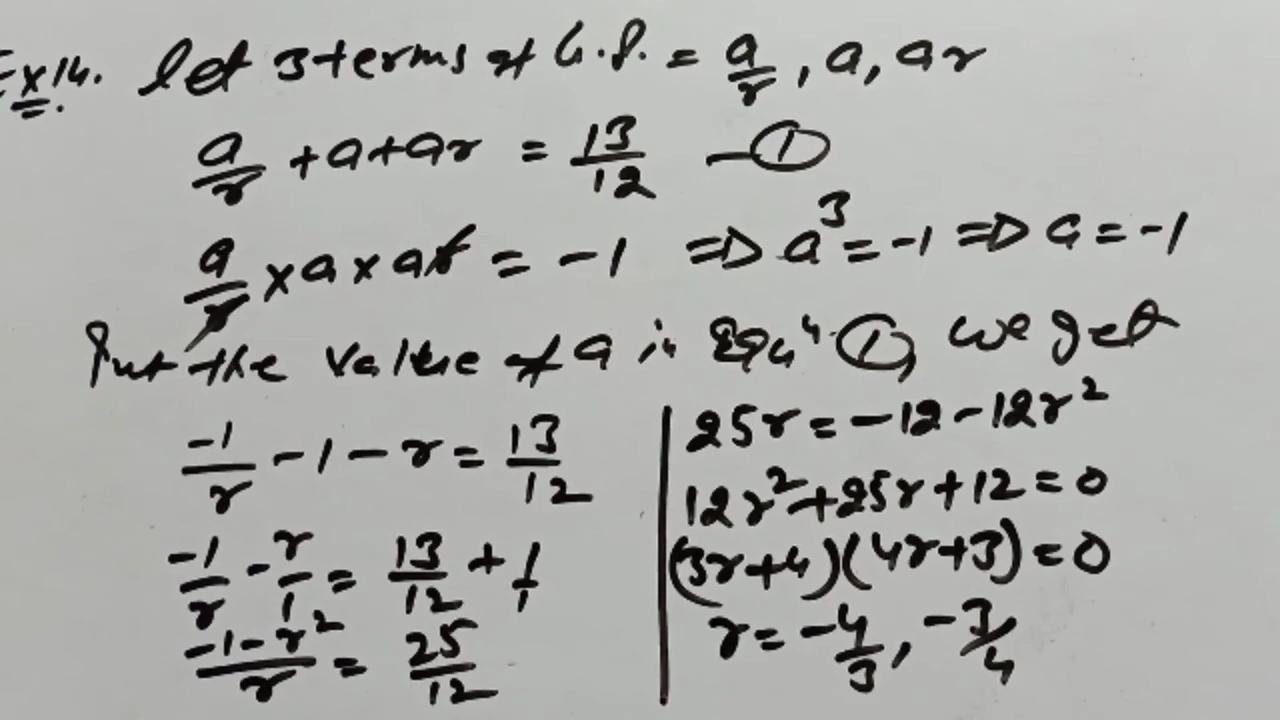 Ex14. Let 3 terms of G.P. = a/r, a, ar
a/r + a + ar = 13/12 —①
a/r × a × ar = -1 ⇒ a³ = -1 ⇒ a = -1
Put the value of a in Eqn ①, we get
-1/r - 1 - r = 13/12
-1/r - r/1 = 13/12 + 1/1
(-1-r²)/r = 25/12
25r = -12 - 12r²
12r² + 25r + 12 = 0
(3r+4)(4r+3) = 0
r = -4/3, -3/4